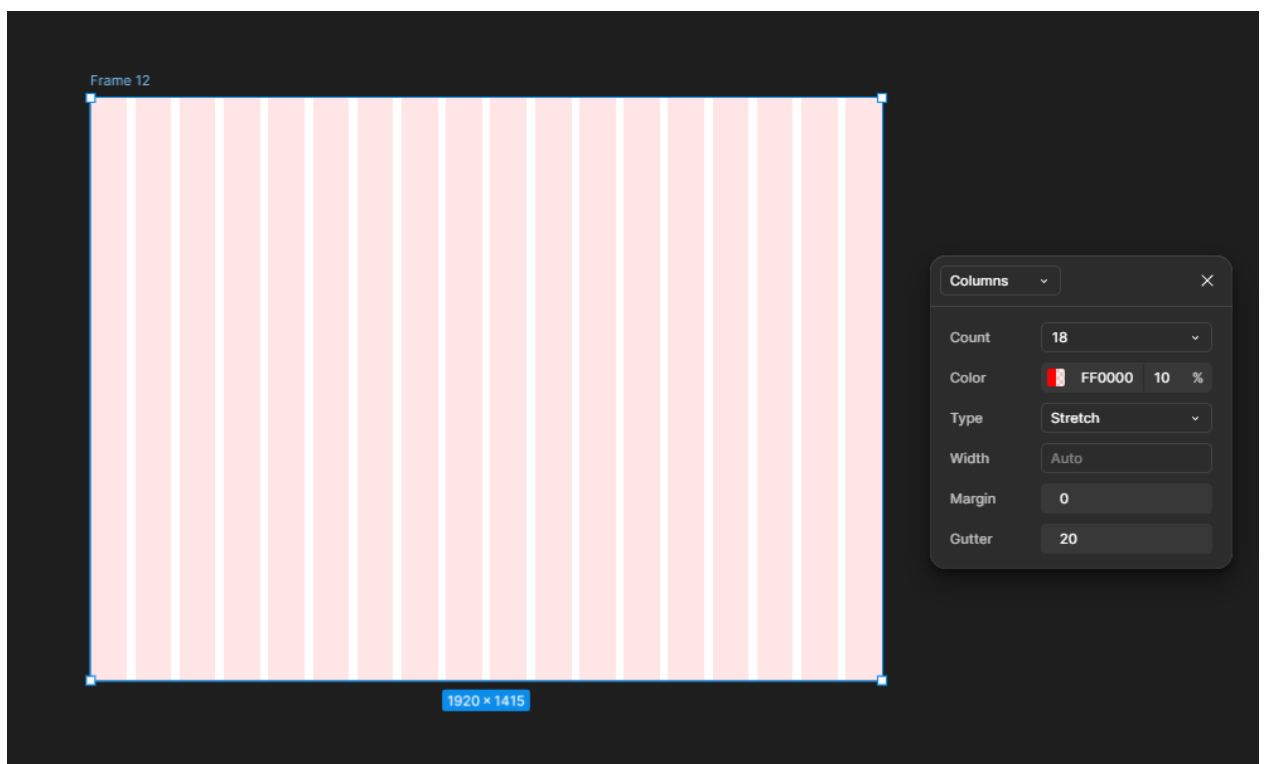 Frame 12
1920 × 1415
Columns
Count 18
Color FF0000 10 %
Type Stretch
Width Auto
Margin 0
Gutter 20